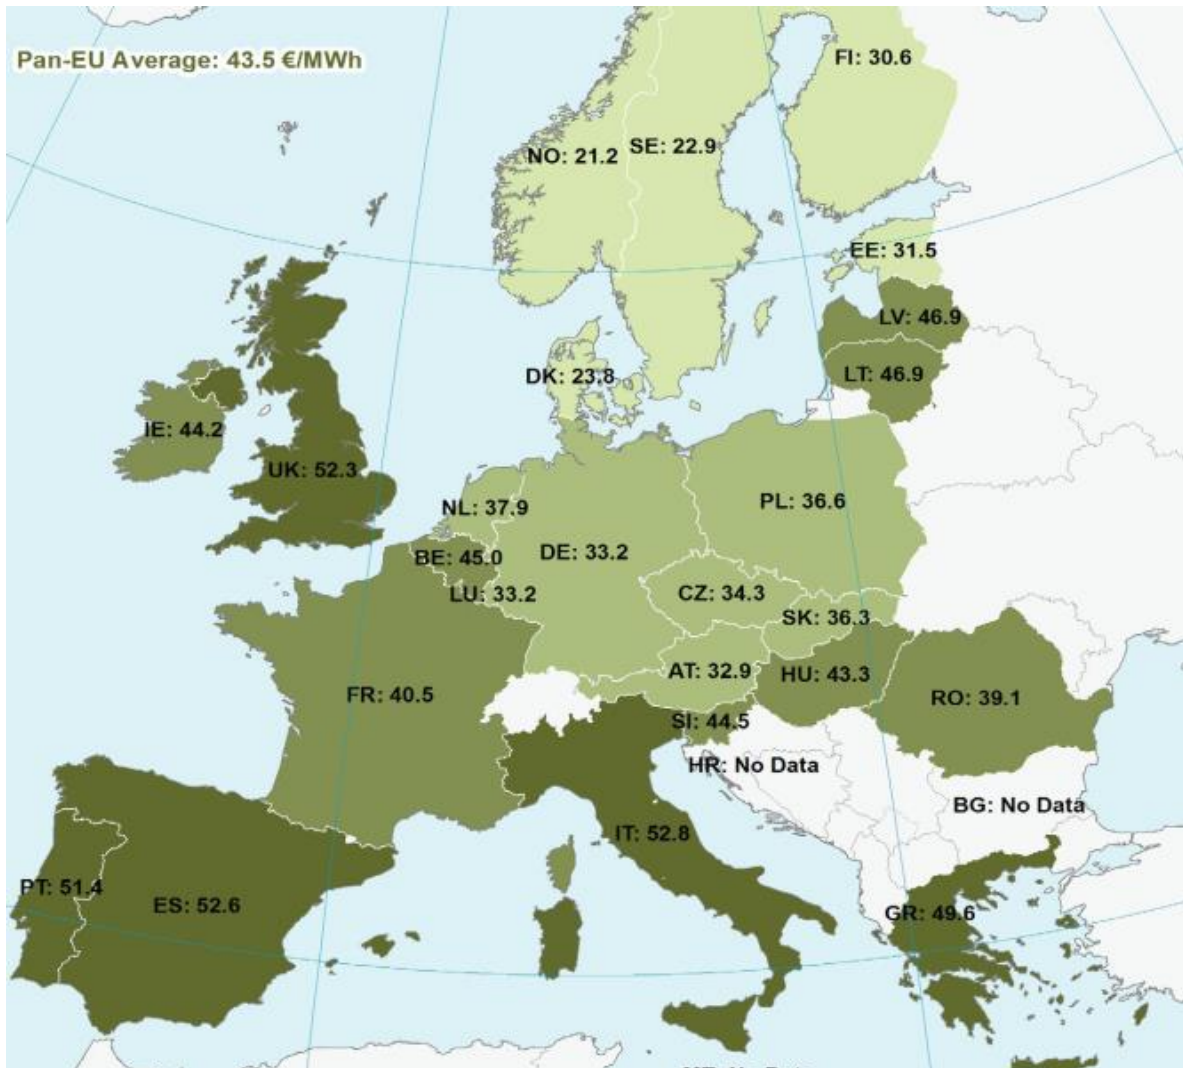 Pan-EU Average: 43.5 €/MWh
FI: 30.6
NO: 21.2
SE: 22.9
EE: 31.5
LV: 46.9
LT: 46.9
DK: 23.8
IE: 44.2
UK: 52.3
NL: 37.9
PL: 36.6
BE: 45.0
DE: 33.2
LU: 33.2
CZ: 34.3
SK: 36.3
AT: 32.9
HU: 43.3
FR: 40.5
RO: 39.1
SI: 44.5
HR: No Data
BG: No Data
IT: 52.8
PT: 51.4
ES: 52.6
GR: 49.6